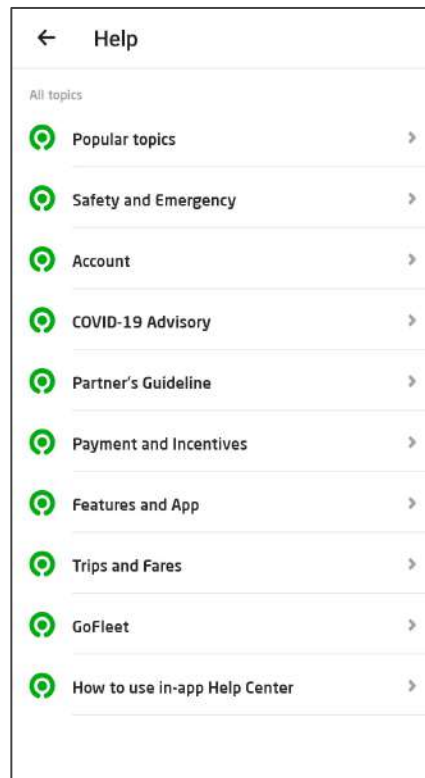 Help
All topics
Popular topics
Safety and Emergency
Account
COVID-19 Advisory
Partner's Guideline
Payment and Incentives
Features and App
Trips and Fares
GoFleet
How to use in-app Help Center